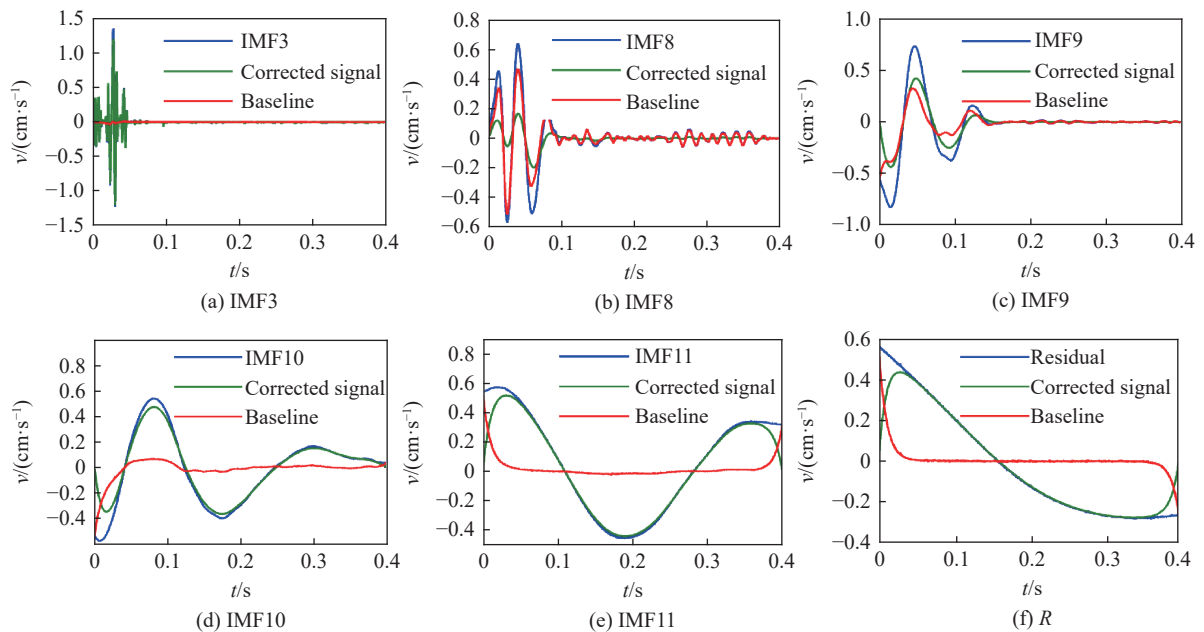 1.5
1.0
0.5
0
−0.5
−1.0
1.5
v/(cm·s⁻¹)
IMF3
Corrected signal
Baseline
0 0.1 0.2 0.3 0.4
t/s
(a) IMF3
0.8
0.6
0.4
0.2
0
−0.2
−0.4
−0.6
v/(cm·s⁻¹)
IMF8
Corrected signal
Baseline
0 0.1 0.2 0.3 0.4
t/s
(b) IMF8
1.0
0.5
0
−0.5
−1.0
v/(cm·s⁻¹)
IMF9
Corrected signal
Baseline
0 0.1 0.2 0.3 0.4
t/s
(c) IMF9
0.8
0.6
0.4
0.2
0
−0.2
−0.4
v/(cm·s⁻¹)
IMF10
Corrected signal
Baseline
0 0.1 0.2 0.3 0.4
t/s
(d) IMF10
0.8
0.6
0.4
0.2
0
−0.2
−0.4
v/(cm·s⁻¹)
IMF11
Corrected signal
Baseline
0 0.1 0.2 0.3 0.4
t/s
(e) IMF11
0.6
0.4
0.2
0
−0.2
−0.4
v/(cm·s⁻¹)
Residual
Corrected signal
Baseline
0 0.1 0.2 0.3 0.4
t/s
(f) R